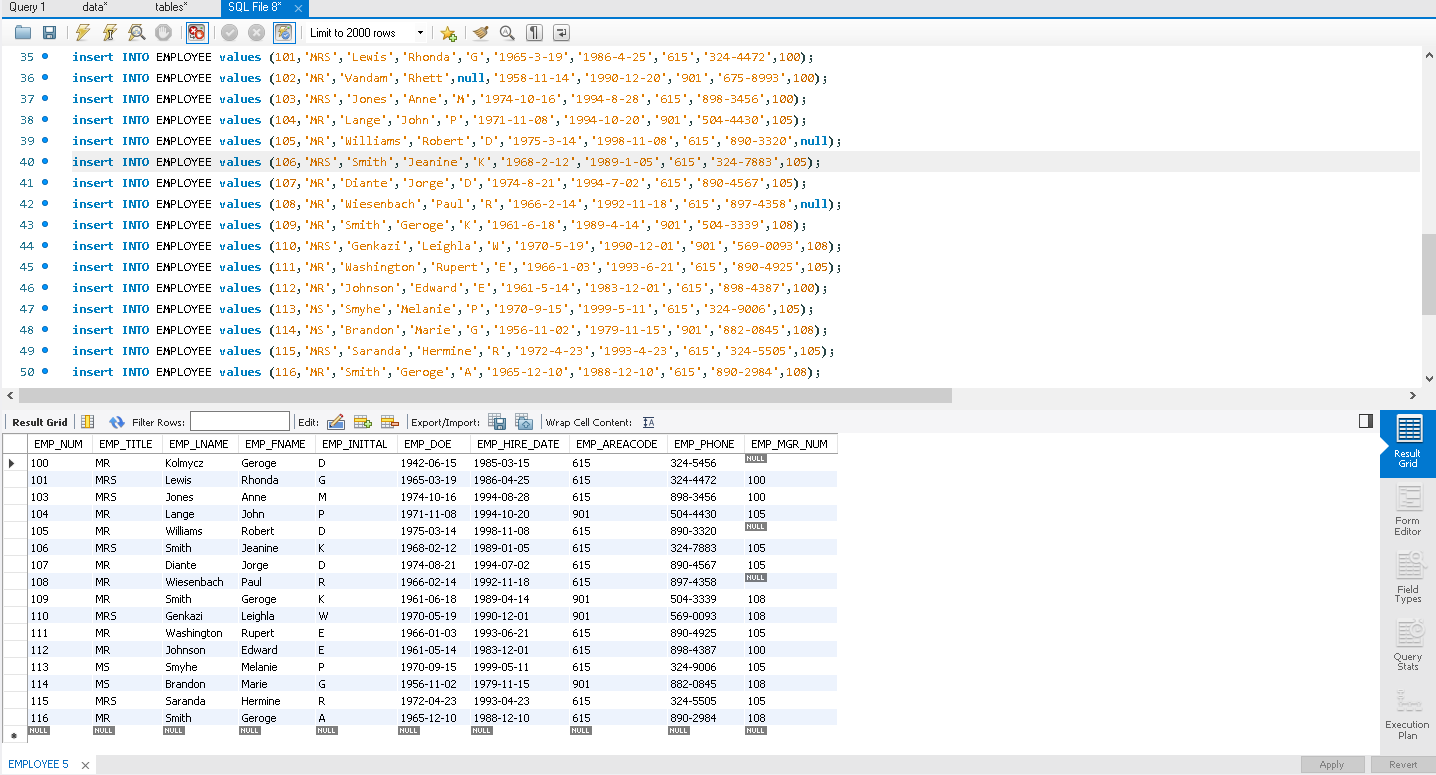 Query 1 data* tables* SQL File 8*
Limit to 2000 rows
35 insert INTO EMPLOYEE values (101,'MRS','Lewis','Rhonda','G','1965-3-19','1986-4-25','615','324-4472',100);
36 insert INTO EMPLOYEE values (102,'MR','Vandam','Rhett',null,'1958-11-14','1990-12-20','901','675-8993',100);
37 insert INTO EMPLOYEE values (103,'MRS','Jones','Anne','M','1974-10-16','1994-8-28','615','898-3456',100);
38 insert INTO EMPLOYEE values (104,'MR','Lange','John','P','1971-11-08','1994-10-20','901','504-4430',105);
39 insert INTO EMPLOYEE values (105,'MR','Williams','Robert','D','1975-3-14','1998-11-08','615','890-3320',null);
40 insert INTO EMPLOYEE values (106,'MRS','Smith','Jeanine','K','1968-2-12','1989-1-05','615','324-7883',105);
41 insert INTO EMPLOYEE values (107,'MR','Diante','Jorge','D','1974-8-21','1994-7-02','615','890-4567',105);
42 insert INTO EMPLOYEE values (108,'MR','Wiesenbach','Paul','R','1966-2-14','1992-11-18','615','897-4358',null);
43 insert INTO EMPLOYEE values (109,'MR','Smith','Geroge','K','1961-6-18','1989-4-14','901','504-3339',108);
44 insert INTO EMPLOYEE values (110,'MRS','Genkazi','Leighla','W','1970-5-19','1990-12-01','901','569-0093',108);
45 insert INTO EMPLOYEE values (111,'MR','Washington','Rupert','E','1966-1-03','1993-6-21','615','890-4925',105);
46 insert INTO EMPLOYEE values (112,'MR','Johnson','Edward','E','1961-5-14','1983-12-01','615','898-4387',100);
47 insert INTO EMPLOYEE values (113,'MS','Smyhe','Melanie','P','1970-9-15','1999-5-11','615','324-9006',105);
48 insert INTO EMPLOYEE values (114,'MS','Brandon','Marie','G','1956-11-02','1979-11-15','901','882-0845',108);
49 insert INTO EMPLOYEE values (115,'MRS','Saranda','Hermine','R','1972-4-23','1993-4-23','615','324-5505',105);
50 insert INTO EMPLOYEE values (116,'MR','Smith','Geroge','A','1965-12-10','1988-12-10','615','890-2984',108);
Result Grid Filter Rows: Edit: Export/Import: Wrap Cell Content: IA
EMP_NUM EMP_TITLE EMP_LNAME EMP_FNAME EMP_INITTAL EMP_DOE EMP_HIRE_DATE EMP_AREACODE EMP_PHONE EMP_MGR_NUM
100 MR Kolmycz Geroge D 1942-06-15 1985-03-15 615 324-5456 NULL
101 MRS Lewis Rhonda G 1965-03-19 1986-04-25 615 324-4472 100
103 MRS Jones Anne M 1974-10-16 1994-08-28 615 898-3456 100
104 MR Lange John P 1971-11-08 1994-10-20 901 504-4430 105
105 MR Williams Robert D 1975-03-14 1998-11-08 615 890-3320 NULL
106 MRS Smith Jeanine K 1968-02-12 1989-01-05 615 324-7883 105
107 MR Diante Jorge D 1974-08-21 1994-07-02 615 890-4567 105
108 MR Wiesenbach Paul R 1966-02-14 1992-11-18 615 897-4358 NULL
109 MR Smith Geroge K 1961-06-18 1989-04-14 901 504-3339 108
110 MRS Genkazi Leighla W 1970-05-19 1990-12-01 901 569-0093 108
111 MR Washington Rupert E 1966-01-03 1993-06-21 615 890-4925 105
112 MR Johnson Edward E 1961-05-14 1983-12-01 615 898-4387 100
113 MS Smyhe Melanie P 1970-09-15 1999-05-11 615 324-9006 105
114 MS Brandon Marie G 1956-11-02 1979-11-15 901 882-0845 108
115 MRS Saranda Hermine R 1972-04-23 1993-04-23 615 324-5505 105
116 MR Smith Geroge A 1965-12-10 1988-12-10 615 890-2984 108
NULL NULL NULL NULL NULL NULL NULL NULL NULL NULL
Result
Grid
Form
Editor
Field
Types
Query
Stats
Execution
Plan
EMPLOYEE 5 Apply Revert